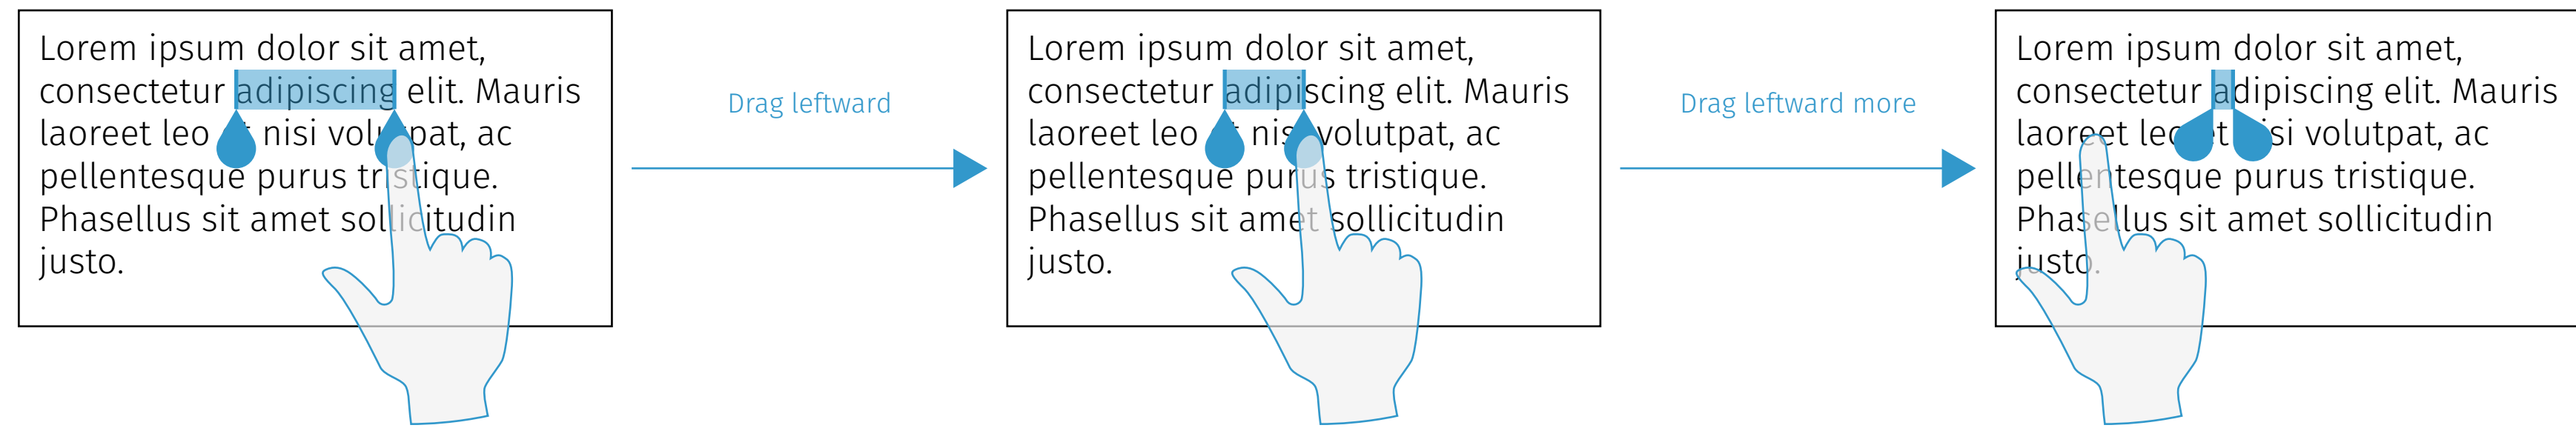 Lorem ipsum dolor sit amet,
consectetur adipiscing elit. Mauris
laoreet leo et nisi volutpat, ac
pellentesque purus tristique.
Phasellus sit amet sollicitudin
justo.
Drag leftward
Lorem ipsum dolor sit amet,
consectetur adipiscing elit. Mauris
laoreet leo et nisi volutpat, ac
pellentesque purus tristique.
Phasellus sit amet sollicitudin
justo.
Drag leftward more
Lorem ipsum dolor sit amet,
consectetur adipiscing elit. Mauris
laoreet leo et nisi volutpat, ac
pellentesque purus tristique.
Phasellus sit amet sollicitudin
justo.